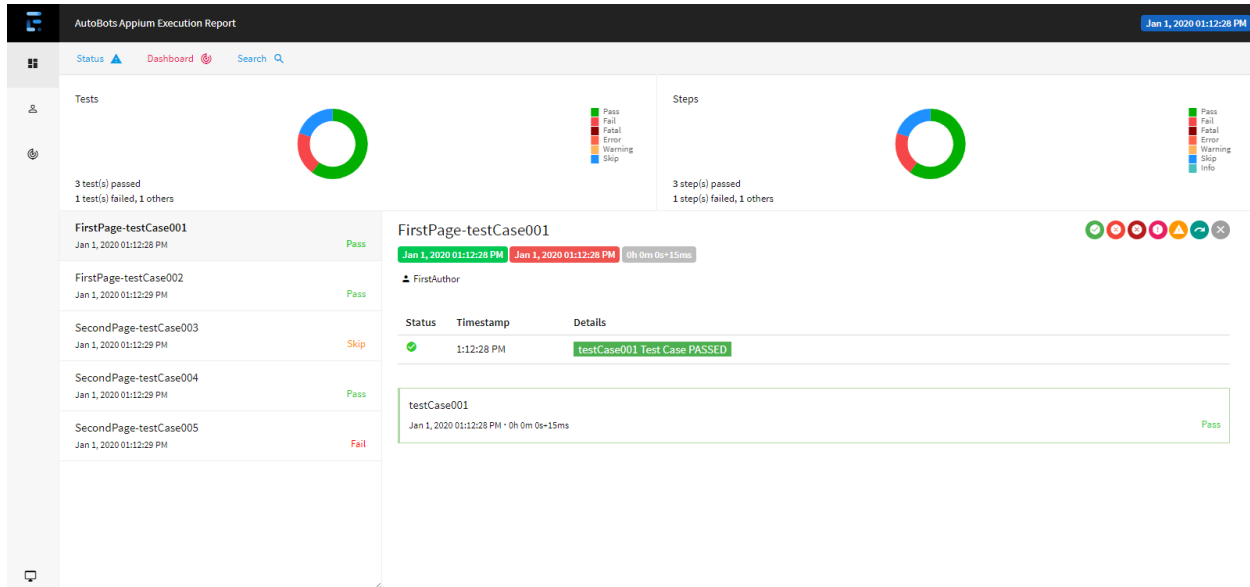 AutoBots Appium Execution Report
Jan 1, 2020 01:12:28 PM
Status
Dashboard
Search
Tests
Pass
Fail
Fatal
Error
Warning
Skip
3 test(s) passed
1 test(s) failed, 1 others
Steps
Pass
Fail
Fatal
Error
Warning
Skip
Info
3 step(s) passed
1 step(s) failed, 1 others
FirstPage-testCase001
Jan 1, 2020 01:12:28 PM
Pass
FirstPage-testCase002
Jan 1, 2020 01:12:29 PM
Pass
SecondPage-testCase003
Jan 1, 2020 01:12:29 PM
Skip
SecondPage-testCase004
Jan 1, 2020 01:12:29 PM
Pass
SecondPage-testCase005
Jan 1, 2020 01:12:29 PM
Fail
FirstPage-testCase001
Jan 1, 2020 01:12:28 PM Jan 1, 2020 01:12:28 PM 0h 0m 0s+15ms
FirstAuthor
Status Timestamp Details
1:12:28 PM testCase001 Test Case PASSED
testCase001
Jan 1, 2020 01:12:28 PM · 0h 0m 0s+15ms
Pass